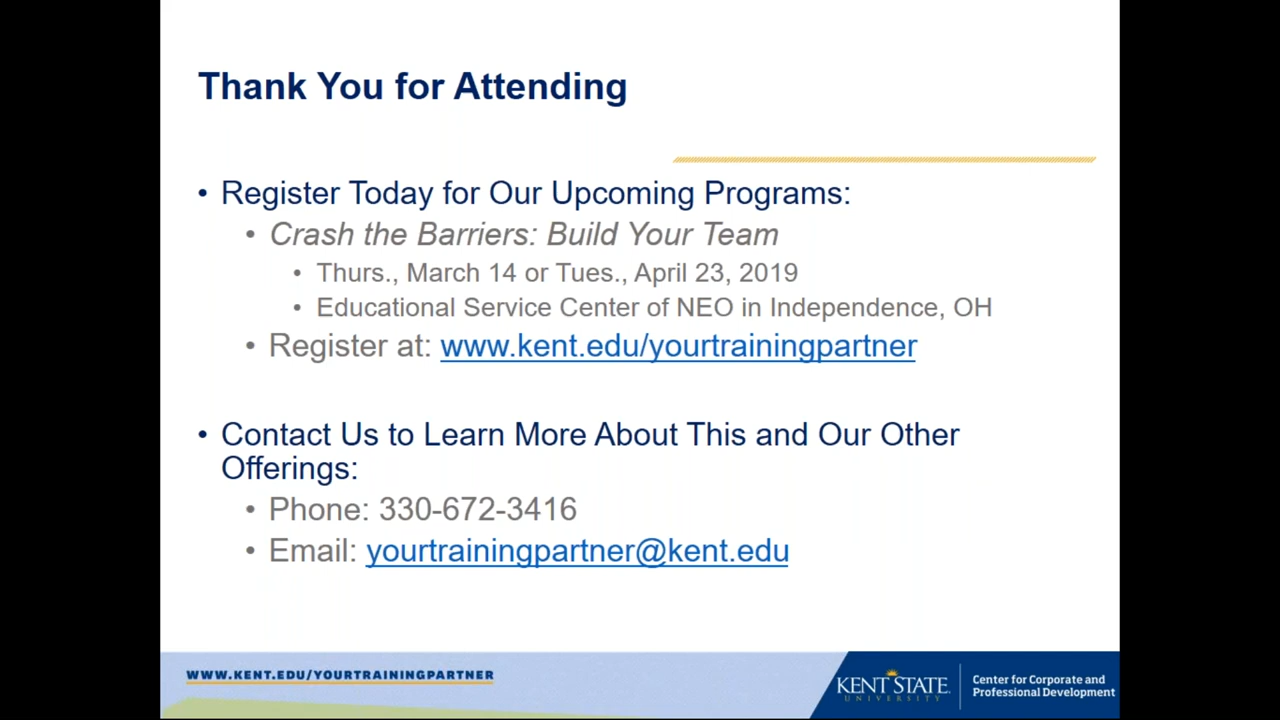 Thank You for Attending
• Register Today for Our Upcoming Programs:
• Crash the Barriers: Build Your Team
• Thurs., March 14 or Tues., April 23, 2019
• Educational Service Center of NEO in Independence, OH
• Register at: www.kent.edu/yourtrainingpartner
• Contact Us to Learn More About This and Our Other
Offerings:
• Phone: 330-672-3416
• Email: yourtrainingpartner@kent.edu
WWW.KENT.EDU/YOURTRAININGPARTNER
KENT STATE
UNIVERSITY
Center for Corporate and
Professional Development